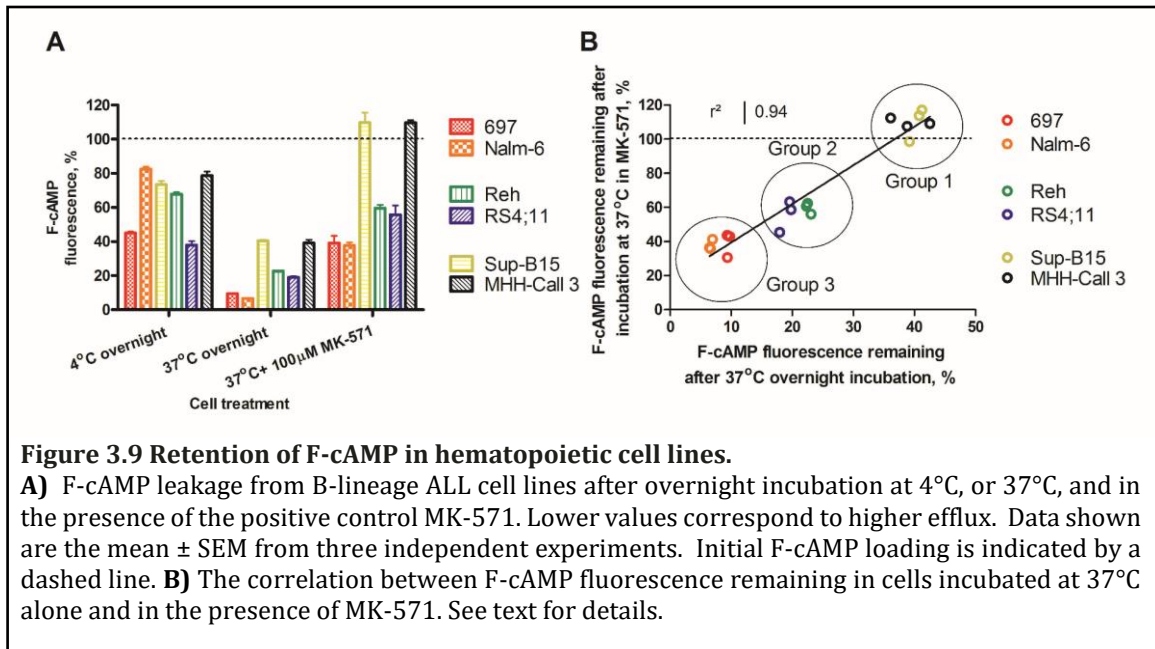 A
F-cAMP
fluorescence, %
120
100
80
60
40
20
0
4°C overnight
37°C overnight
37°C+ 100µM MK-571
Cell treatment
697
Nalm-6
Reh
RS4;11
Sup-B15
MHH-Call 3
B
F-cAMP fluorescence remaining after
incubation at 37°C in MK-571, %
120
100
80
60
40
20
0
r² | 0.94
Group 1
Group 2
Group 3
0 10 20 30 40 50
F-cAMP fluorescence remaining
after 37°C overnight incubation, %
697
Nalm-6
Reh
RS4;11
Sup-B15
MHH-Call 3
Figure 3.9 Retention of F-cAMP in hematopoietic cell lines.
A) F-cAMP leakage from B-lineage ALL cell lines after overnight incubation at 4°C, or 37°C, and in
the presence of the positive control MK-571. Lower values correspond to higher efflux. Data shown
are the mean ± SEM from three independent experiments. Initial F-cAMP loading is indicated by a
dashed line. B) The correlation between F-cAMP fluorescence remaining in cells incubated at 37°C
alone and in the presence of MK-571. See text for details.